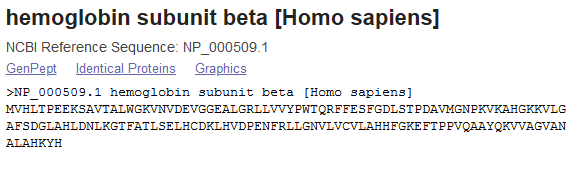 hemoglobin subunit beta [Homo sapiens]
NCBI Reference Sequence: NP_000509.1
GenPept Identical Proteins Graphics
>NP_000509.1 hemoglobin subunit beta [Homo sapiens]
MVHLTPEEKSAVTALWGKVNVDEVGGEALGRLLVVYPWTQRFFESFGDLSTPDAVMGNPKVKAHGKKVLG
AFSDGLAHLDNLKGTFATLSELHCDKLHVDPENFRLLGNVLVCVLAHHFGKEFTPPVQAAYQKVVAGVAN
ALAHKYH